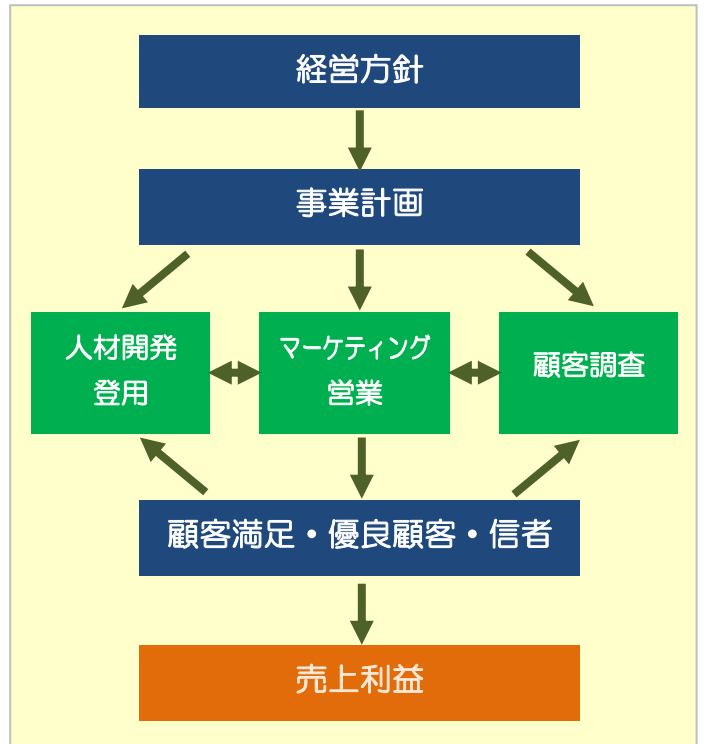 経営方針
事業計画
人材開発
登用
マーケティング
営業
顧客調査
顧客満足・優良顧客・信者
売上利益